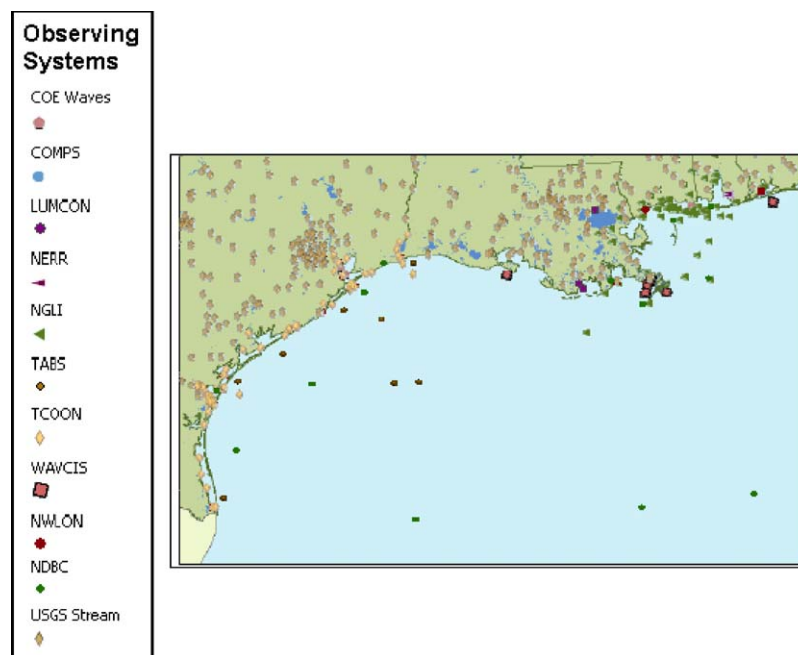 Observing
Systems
COE Waves
COMPS
LUMCON
NERR
NGLI
TABS
TCOON
WAVCIS
NWLON
NDBC
USGS Stream